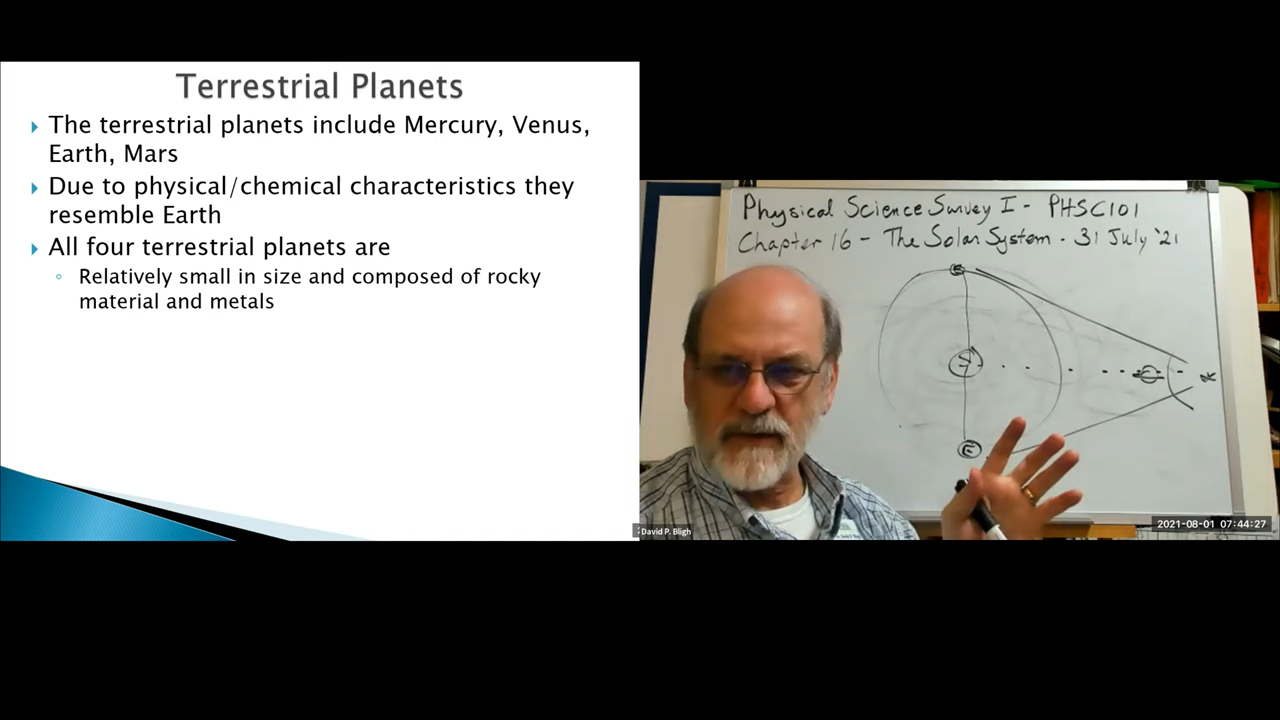 Terrestrial Planets
The terrestrial planets include Mercury, Venus,
Earth, Mars
Due to physical/chemical characteristics they
resemble Earth
All four terrestrial planets are
Relatively small in size and composed of rocky
material and metals
Physical Science Survey I - PHSC101
Chapter 16 - The Solar System - 31 July '21
E
E
David P. Bligh
2021-08-01 07:44:27